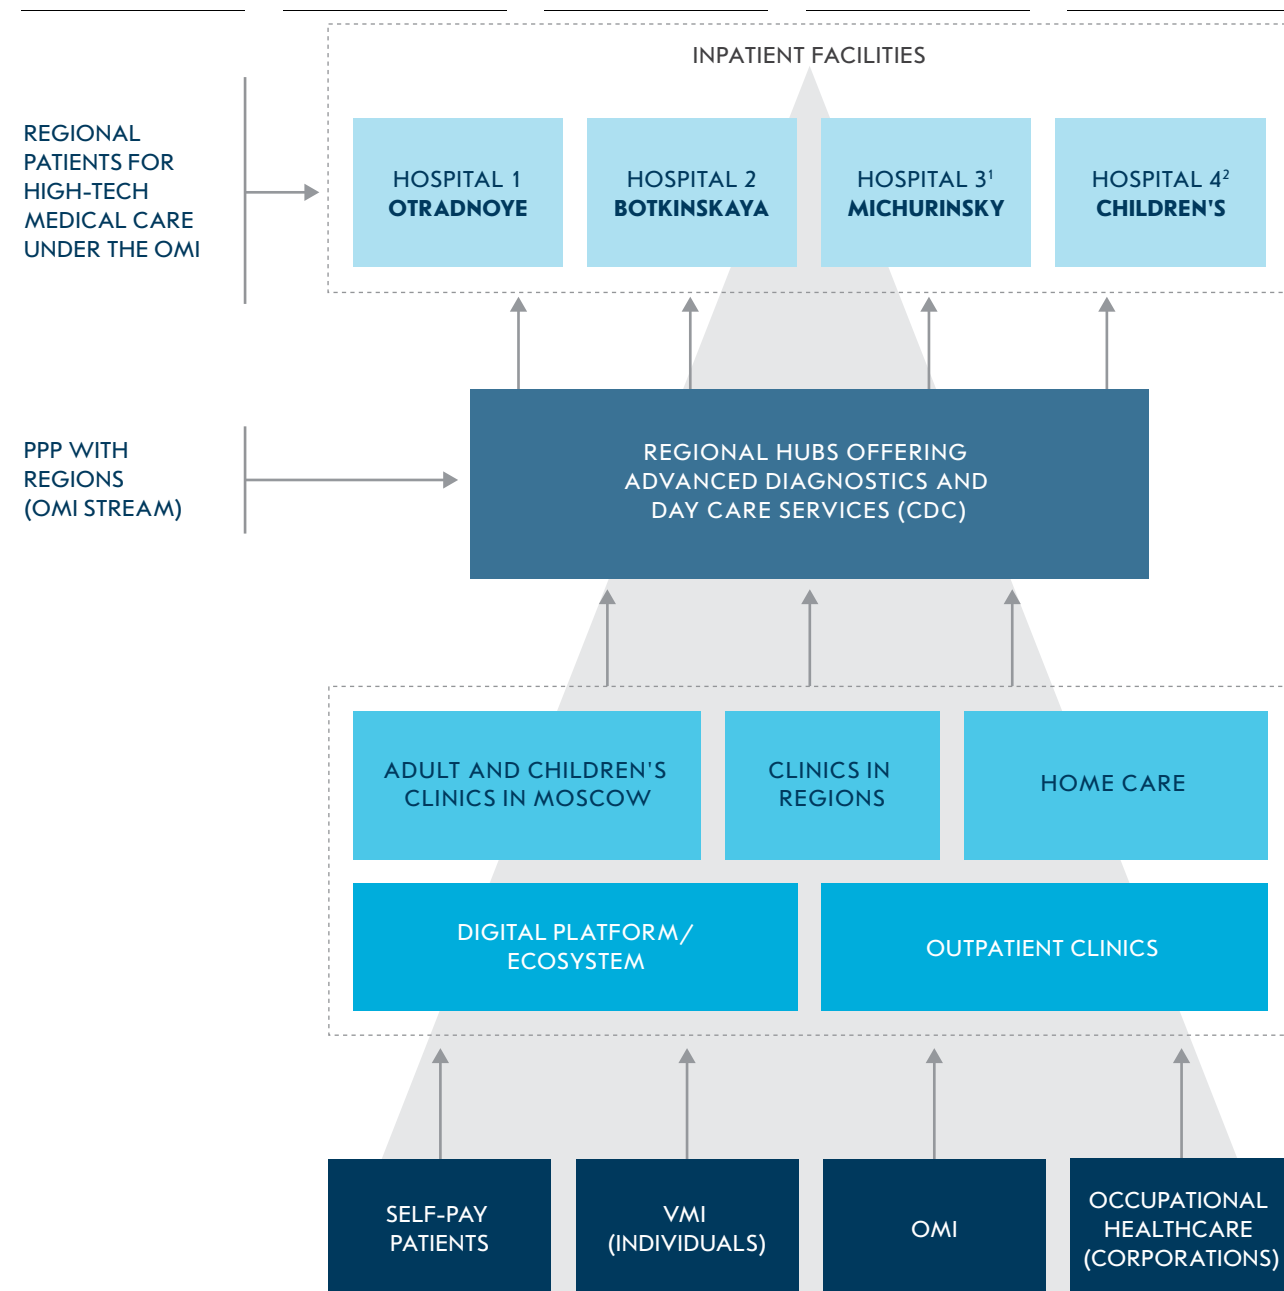 INPATIENT FACILITIES
REGIONAL
PATIENTS FOR
HIGH-TECH
MEDICAL CARE
UNDER THE OMI
HOSPITAL 1
OTRADNOYE
HOSPITAL 2
BOTKINSKAYA
HOSPITAL 3¹
MICHURINSKY
HOSPITAL 4²
CHILDREN'S
PPP WITH
REGIONS
(OMI STREAM)
REGIONAL HUBS OFFERING
ADVANCED DIAGNOSTICS AND
DAY CARE SERVICES (CDC)
ADULT AND CHILDREN'S
CLINICS IN MOSCOW
CLINICS IN
REGIONS
HOME CARE
DIGITAL PLATFORM/
ECOSYSTEM
OUTPATIENT CLINICS
SELF-PAY
PATIENTS
VMI
(INDIVIDUALS)
OMI
OCCUPATIONAL
HEALTHCARE
(CORPORATIONS)